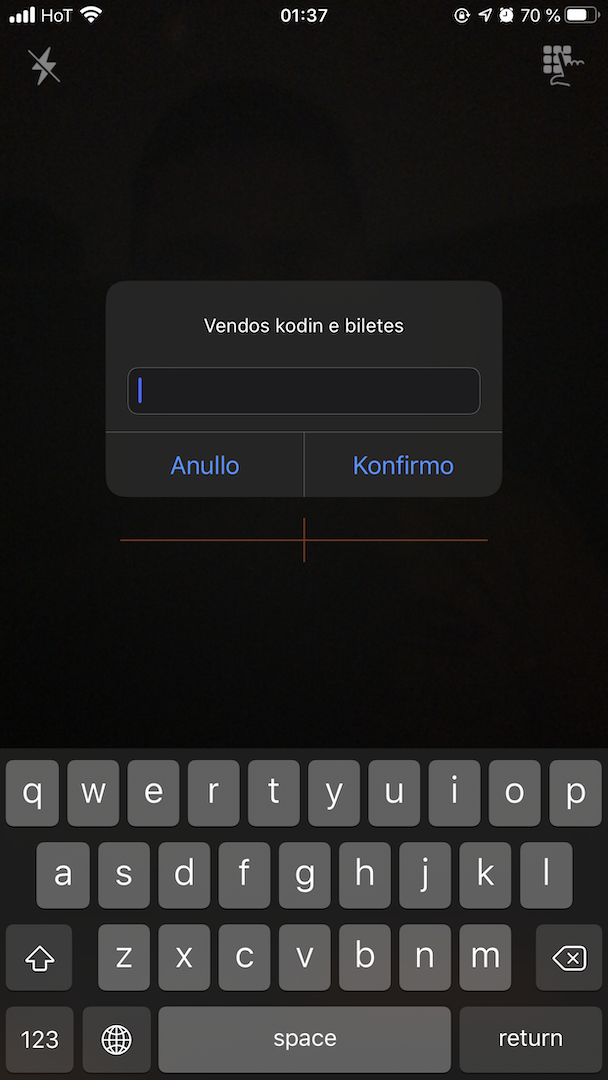 HoT 01:37 70 %
Vendos kodin e biletes
Anullo Konfirmo
q w e r t y u i o p
a s d f g h j k l
z x c v b n m
123 space return